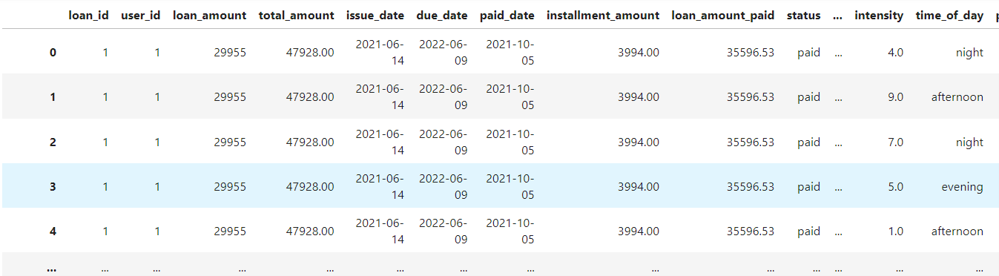 loan_id user_id loan_amount total_amount issue_date due_date paid_date installment_amount loan_amount_paid status ... intensity time_of_day
0 1 1 29955 47928.00 2021-06-14 2022-06-09 2021-10-05 3994.00 35596.53 paid ... 4.0 night
1 1 1 29955 47928.00 2021-06-14 2022-06-09 2021-10-05 3994.00 35596.53 paid ... 9.0 afternoon
2 1 1 29955 47928.00 2021-06-14 2022-06-09 2021-10-05 3994.00 35596.53 paid ... 7.0 night
3 1 1 29955 47928.00 2021-06-14 2022-06-09 2021-10-05 3994.00 35596.53 paid ... 5.0 evening
4 1 1 29955 47928.00 2021-06-14 2022-06-09 2021-10-05 3994.00 35596.53 paid ... 1.0 afternoon
... ... ... ... ... ... ... ... ... ... ... ... ... ...